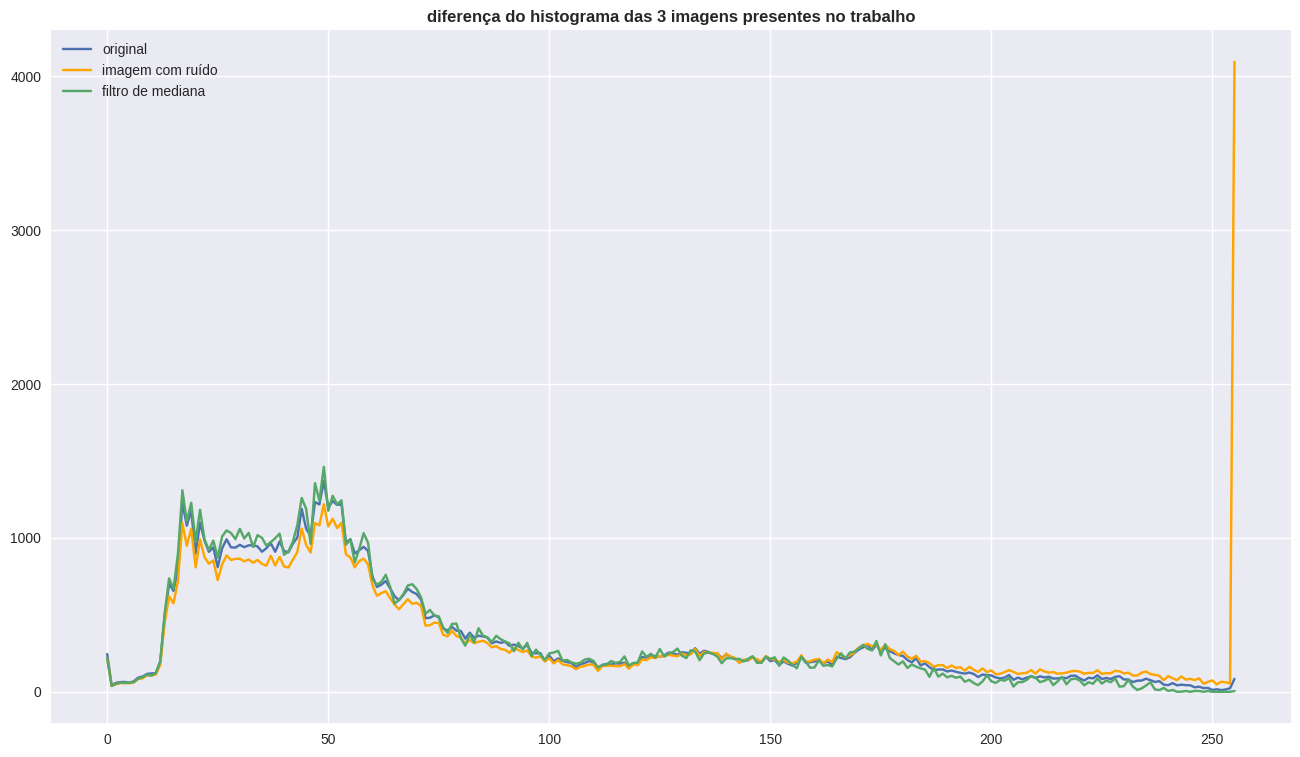 diferença do histograma das 3 imagens presentes no trabalho
original
imagem com ruído
filtro de mediana
4000
3000
2000
1000
0
0 50 100 150 200 250